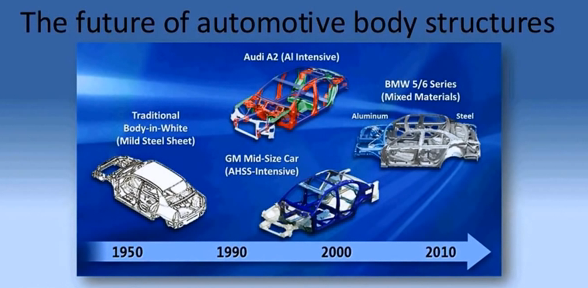 The future of automotive body structures
Audi A2 (Al Intensive)
BMW 5/6 Series
(Mixed Materials)
Aluminum
Steel
Traditional
Body-in-White
(Mild Steel Sheet)
GM Mid-Size Car
(AHSS-Intensive)
1950
1990
2000
2010